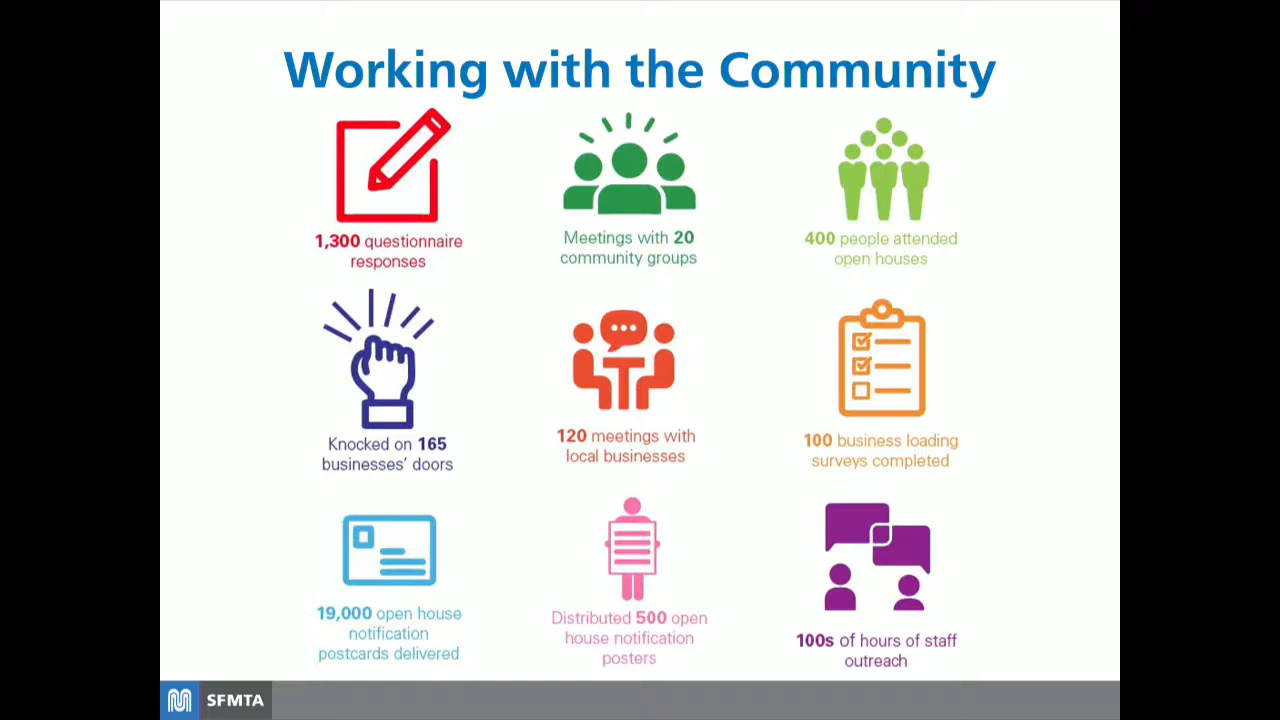 Working with the Community
1,300 questionnaire
responses
Meetings with 20
community groups
400 people attended
open houses
Knocked on 165
businesses’ doors
120 meetings with
local businesses
100 business loading
surveys completed
19,000 open house
notification
postcards delivered
Distributed 500 open
house notification
posters
100s of hours of staff
outreach
SFMTA